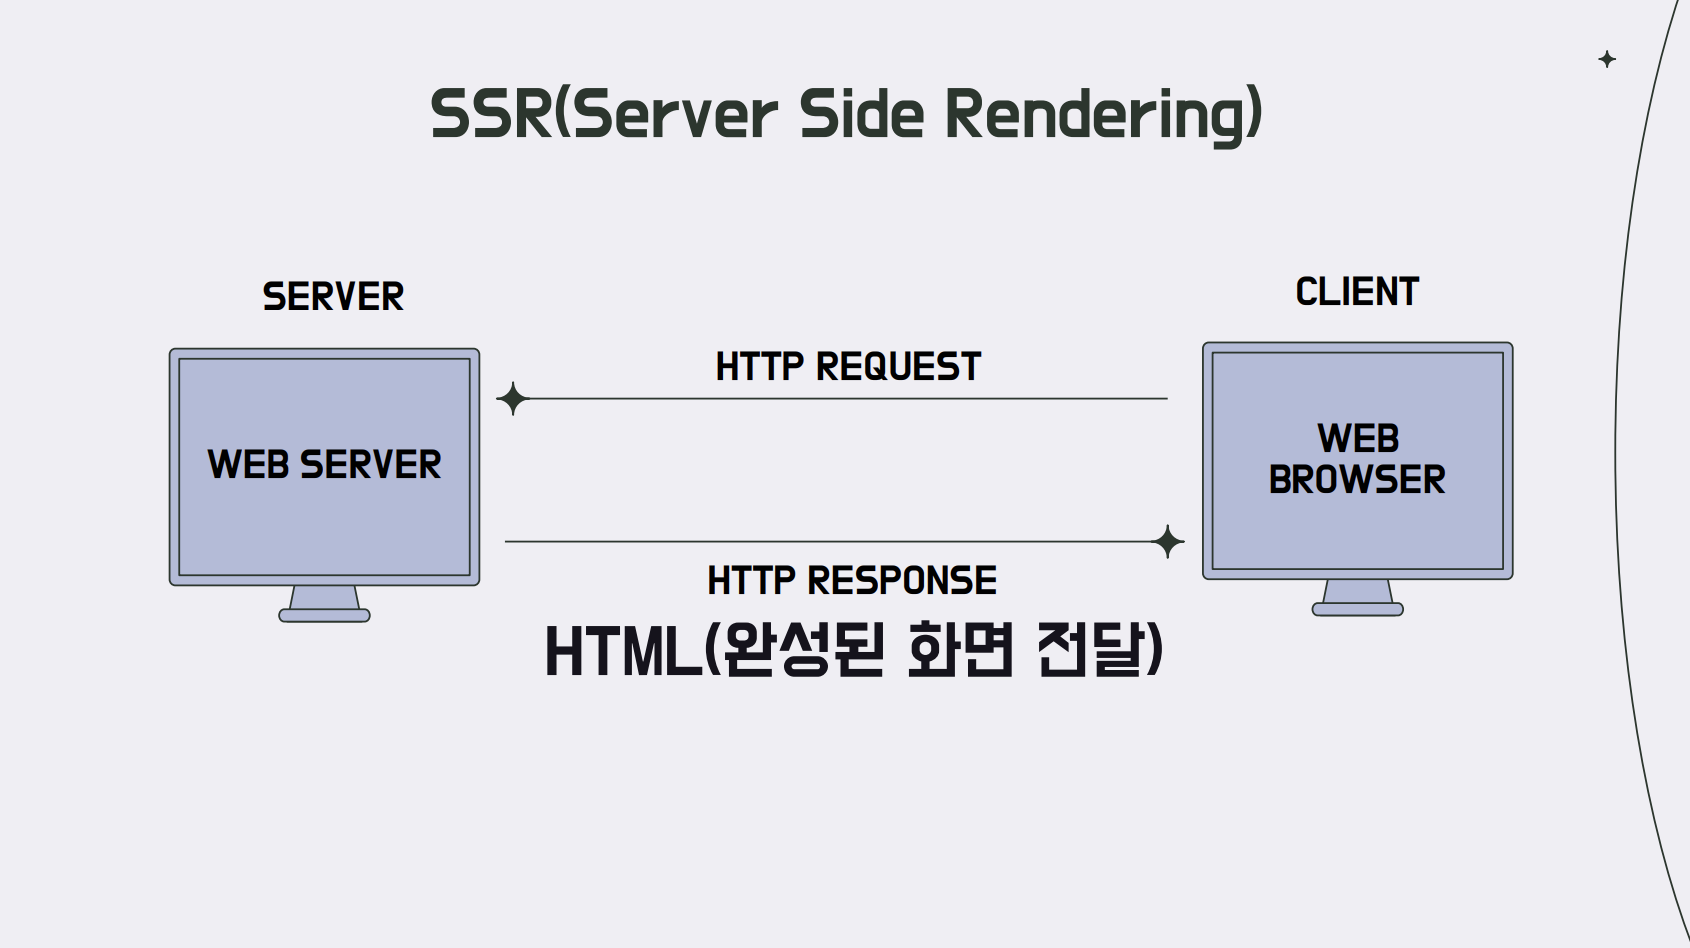 SSR(Server Side Rendering)
SERVER
CLIENT
HTTP REQUEST
WEB SERVER
WEB
BROWSER
HTTP RESPONSE
HTML(완성된 화면 전달)